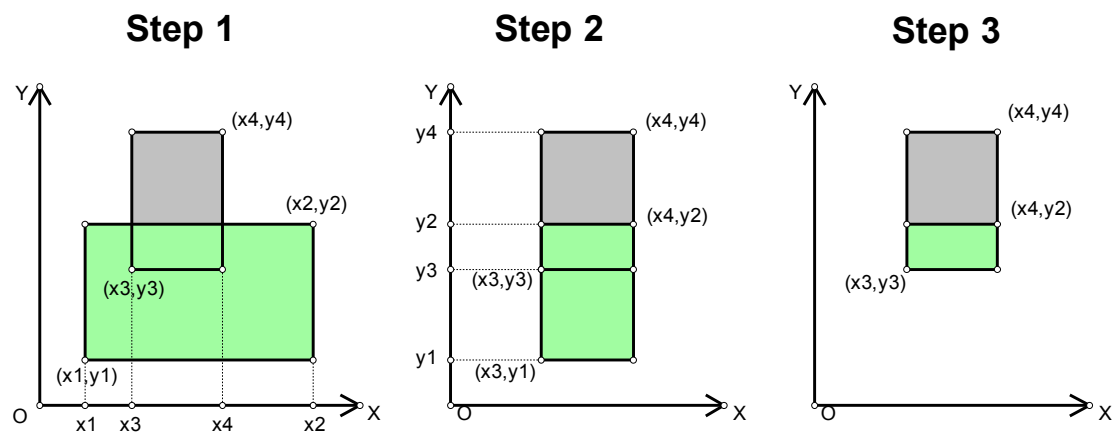 Step 1
Y
(x4,y4)
(x2,y2)
(x3,y3)
(x1,y1)
O
x1
x3
x4
x2
X
Step 2
Y
y4
(x4,y4)
y2
(x4,y2)
y3
(x3,y3)
y1
(x3,y1)
O
X
Step 3
Y
(x4,y4)
(x4,y2)
(x3,y3)
O
X